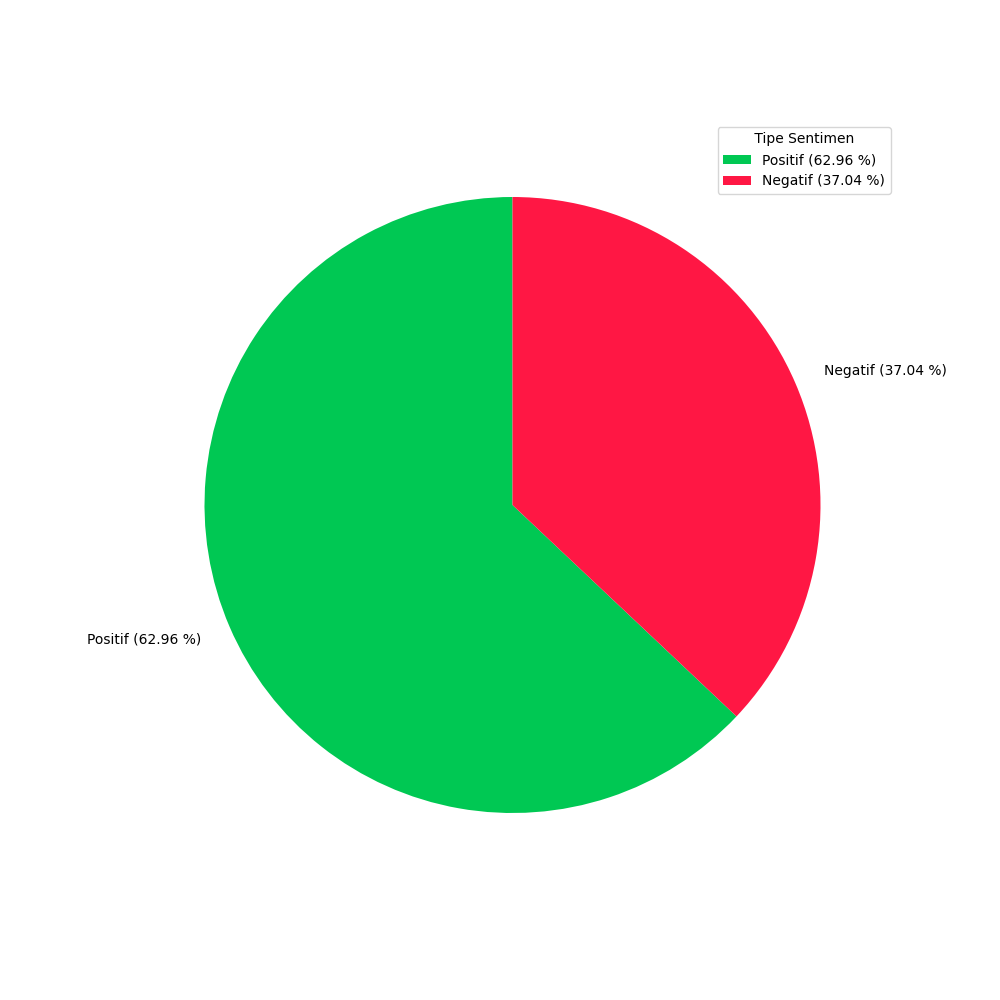 Tipe Sentimen
Positif (62.96 %)
Negatif (37.04 %)
Negatif (37.04 %)
Positif (62.96 %)